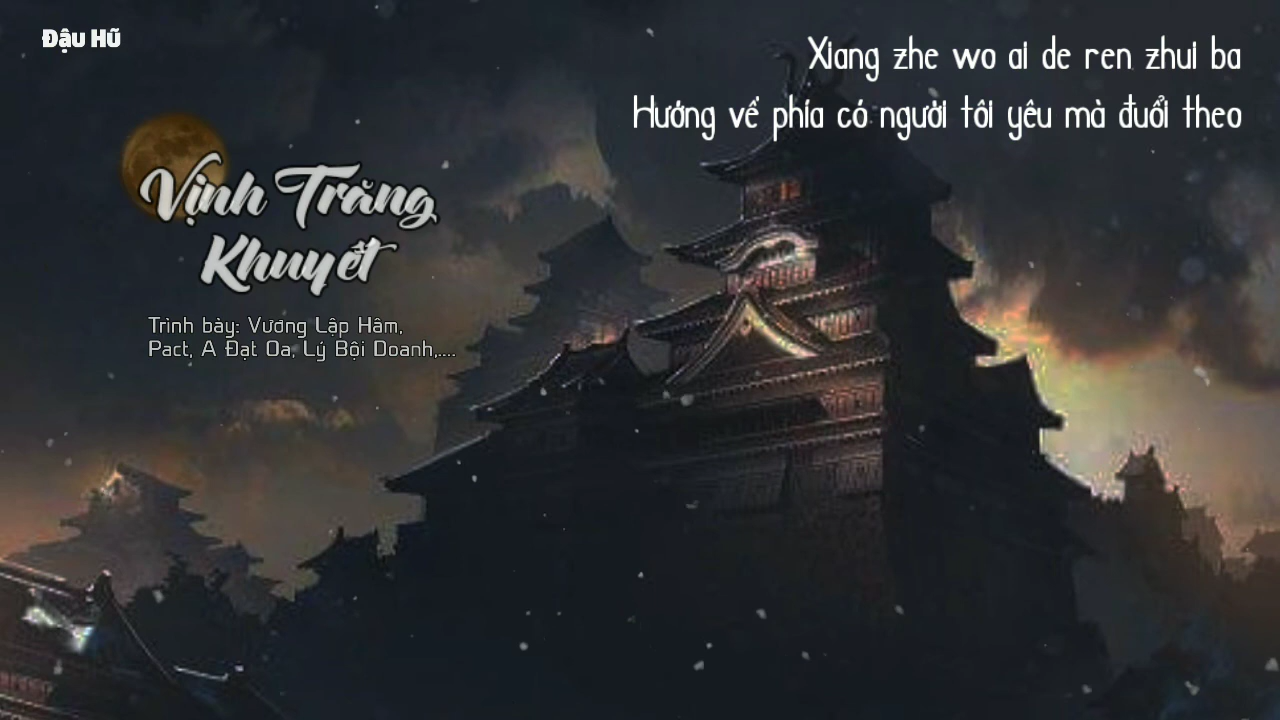 Đậu Hũ
Xiang zhe wo ai de ren zhui ba
Hướng về phía có người tôi yêu mà đuổi theo
Vịnh Trăng
Khuyết
Trình bày: Vương Lập Hâm,
Pact, A Đạt Oa, Lý Bội Doanh,....